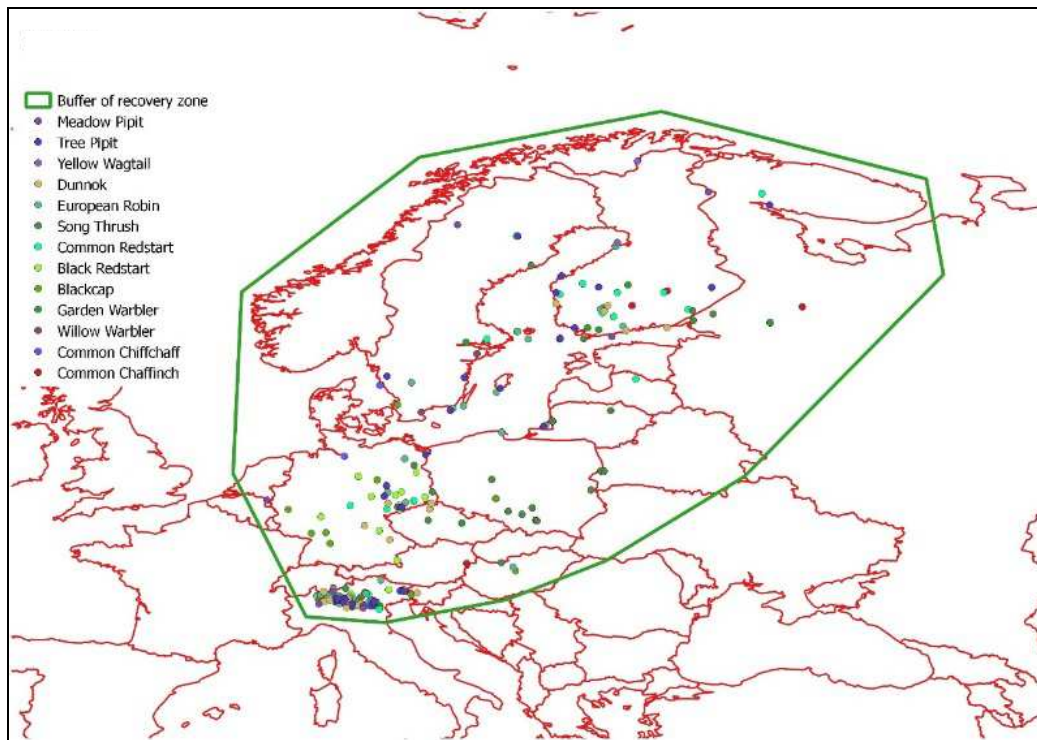 Buffer of recovery zone
Meadow Pipit
Tree Pipit
Yellow Wagtail
Dunnok
European Robin
Song Thrush
Common Redstart
Black Redstart
Blackcap
Garden Warbler
Willow Warbler
Common Chiffchaff
Common Chaffinch